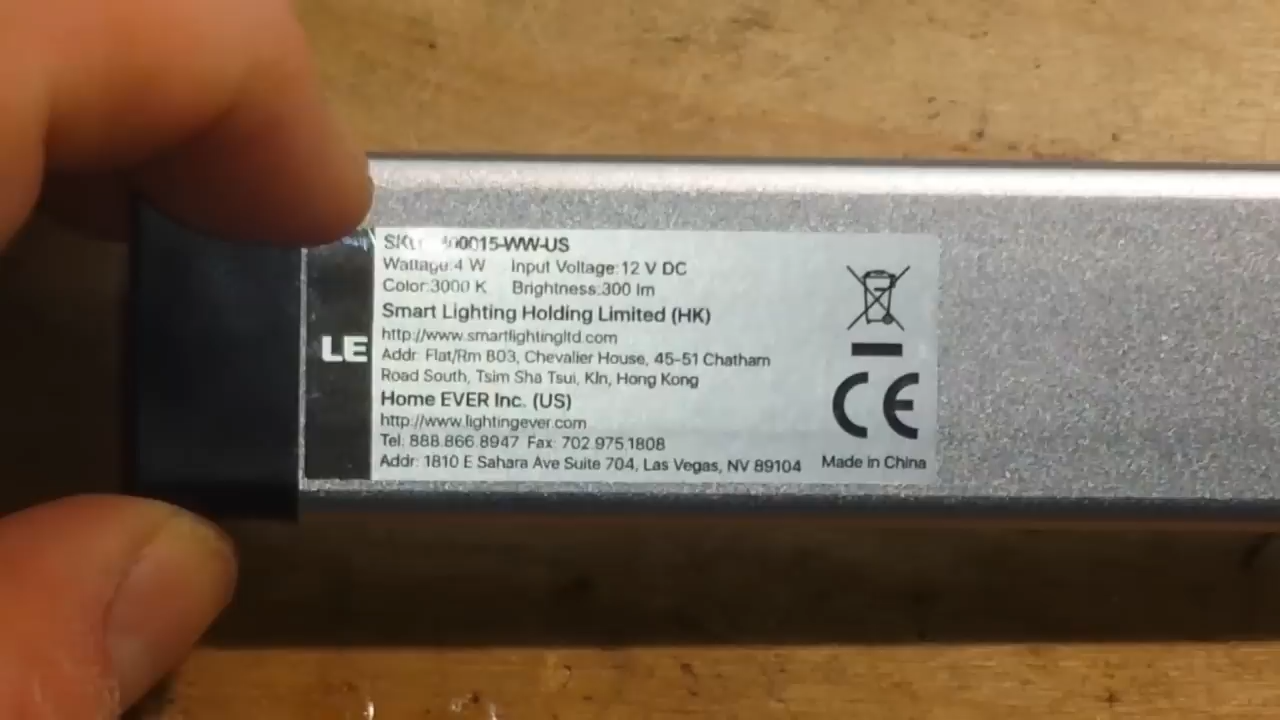 400015-WW-US
Wattage:4 W Input Voltage:12 V DC
Color:3000 K Brightness:300 lm
Smart Lighting Holding Limited (HK)
http://www.smartlightingltd.com
LE
Addr: Flat/Rm 803, Chevalier House, 45-51 Chatham
Road South, Tsim Sha Tsui, Kln, Hong Kong
Home EVER Inc. (US)
http://www.lightingever.com
Tel: 888.866.8947 Fax: 702.975.1808
Addr: 1810 E Sahara Ave Suite 704, Las Vegas, NV 89104
CE
Made in China